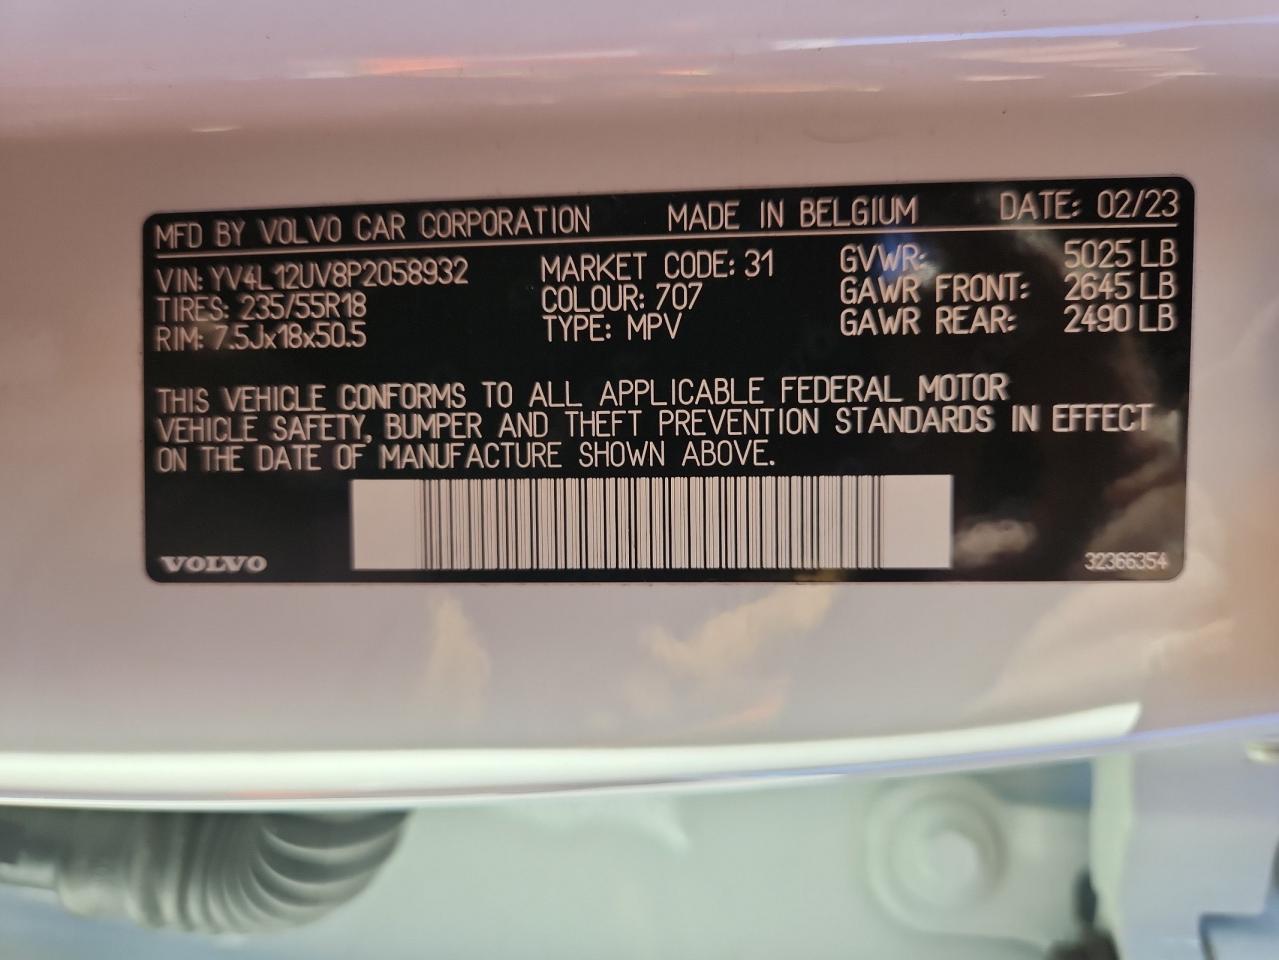 MFD BY VOLVO CAR CORPORATION MADE IN BELGIUM DATE: 02/23
VIN: YV4L12UV8P2058932 MARKET CODE: 31 GVWR: 5025 LB
TIRES: 235/55R18 COLOUR: 707 GAWR FRONT: 2645 LB
RIM: 7.5Jx18x50.5 TYPE: MPV GAWR REAR: 2490 LB
THIS VEHICLE CONFORMS TO ALL APPLICABLE FEDERAL MOTOR
VEHICLE SAFETY, BUMPER AND THEFT PREVENTION STANDARDS IN EFFECT
ON THE DATE OF MANUFACTURE SHOWN ABOVE.
VOLVO 32366354